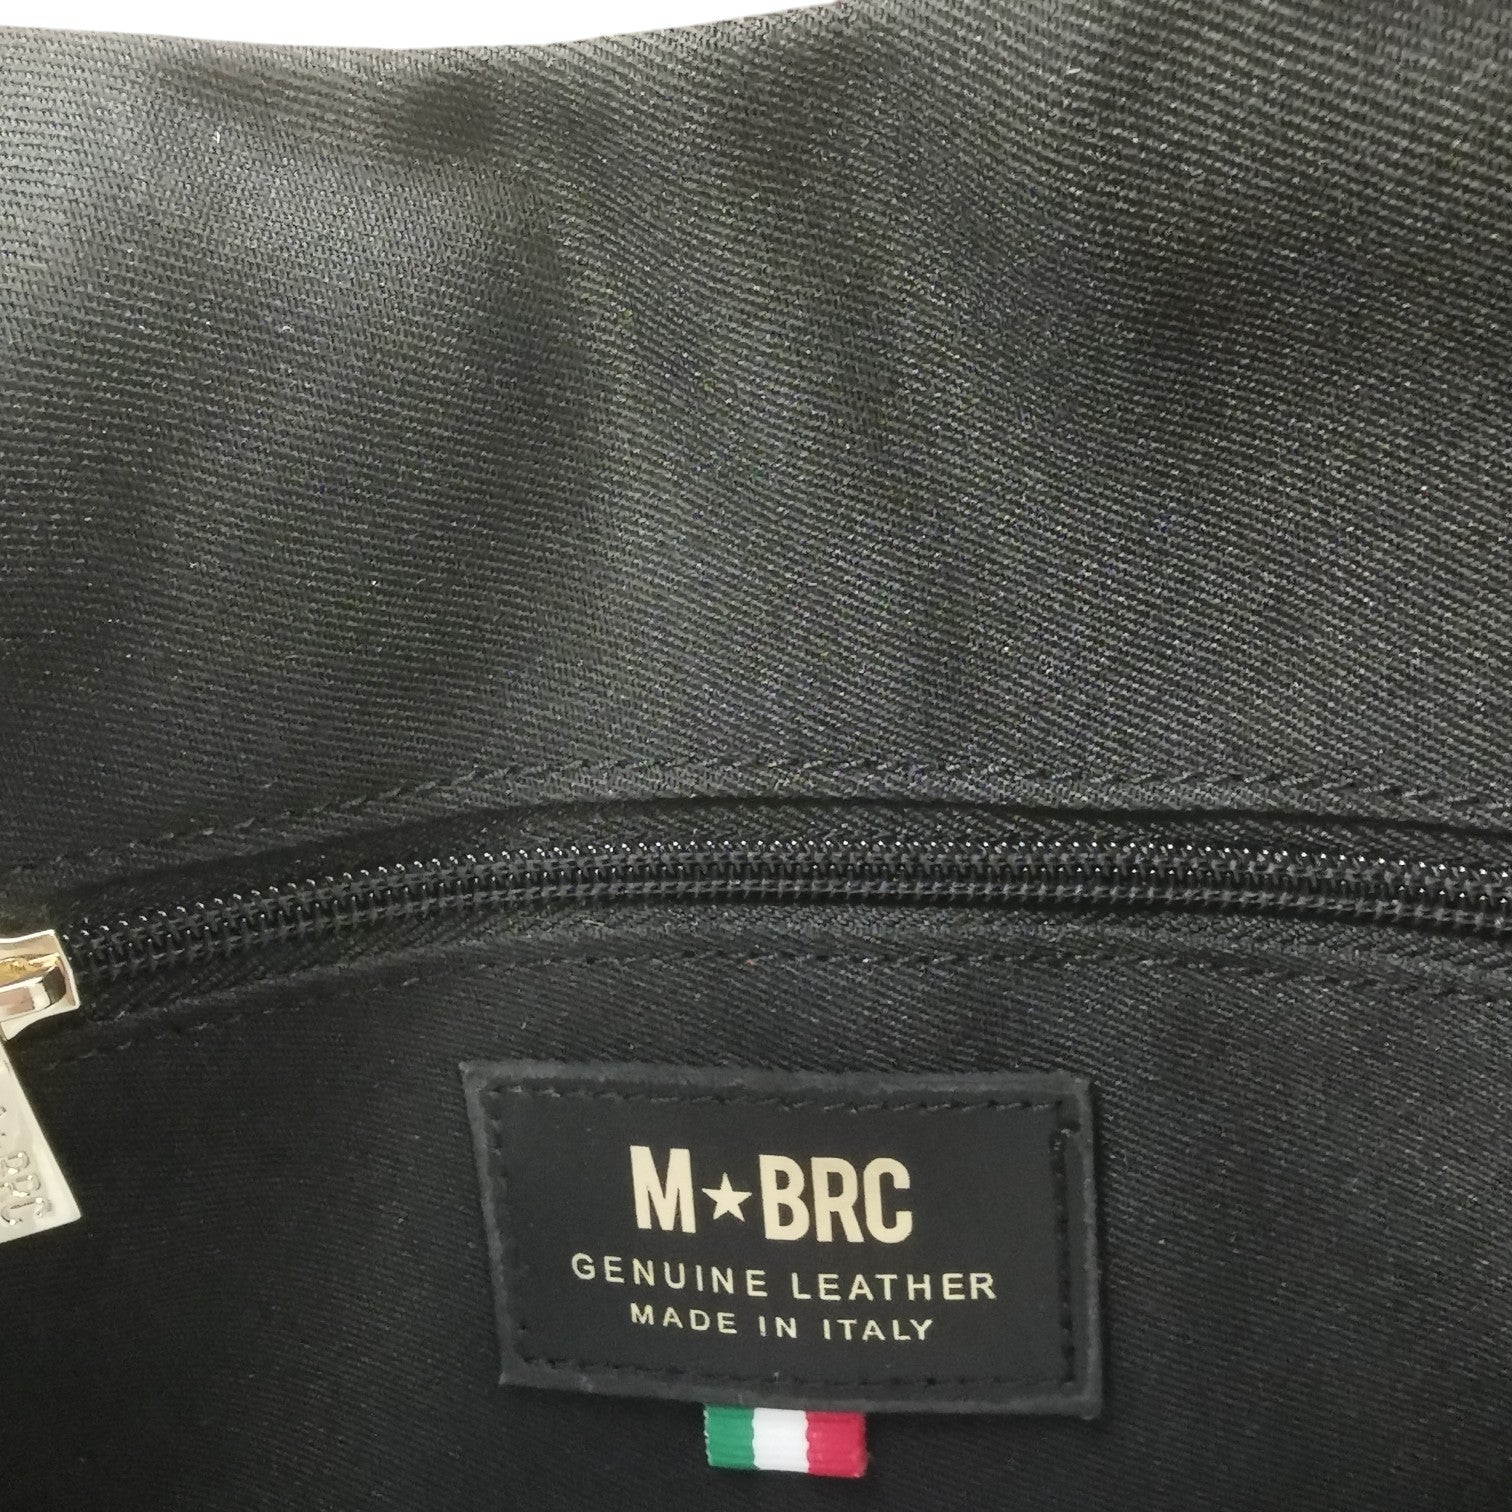 M★BRC
GENUINE LEATHER
MADE IN ITALY